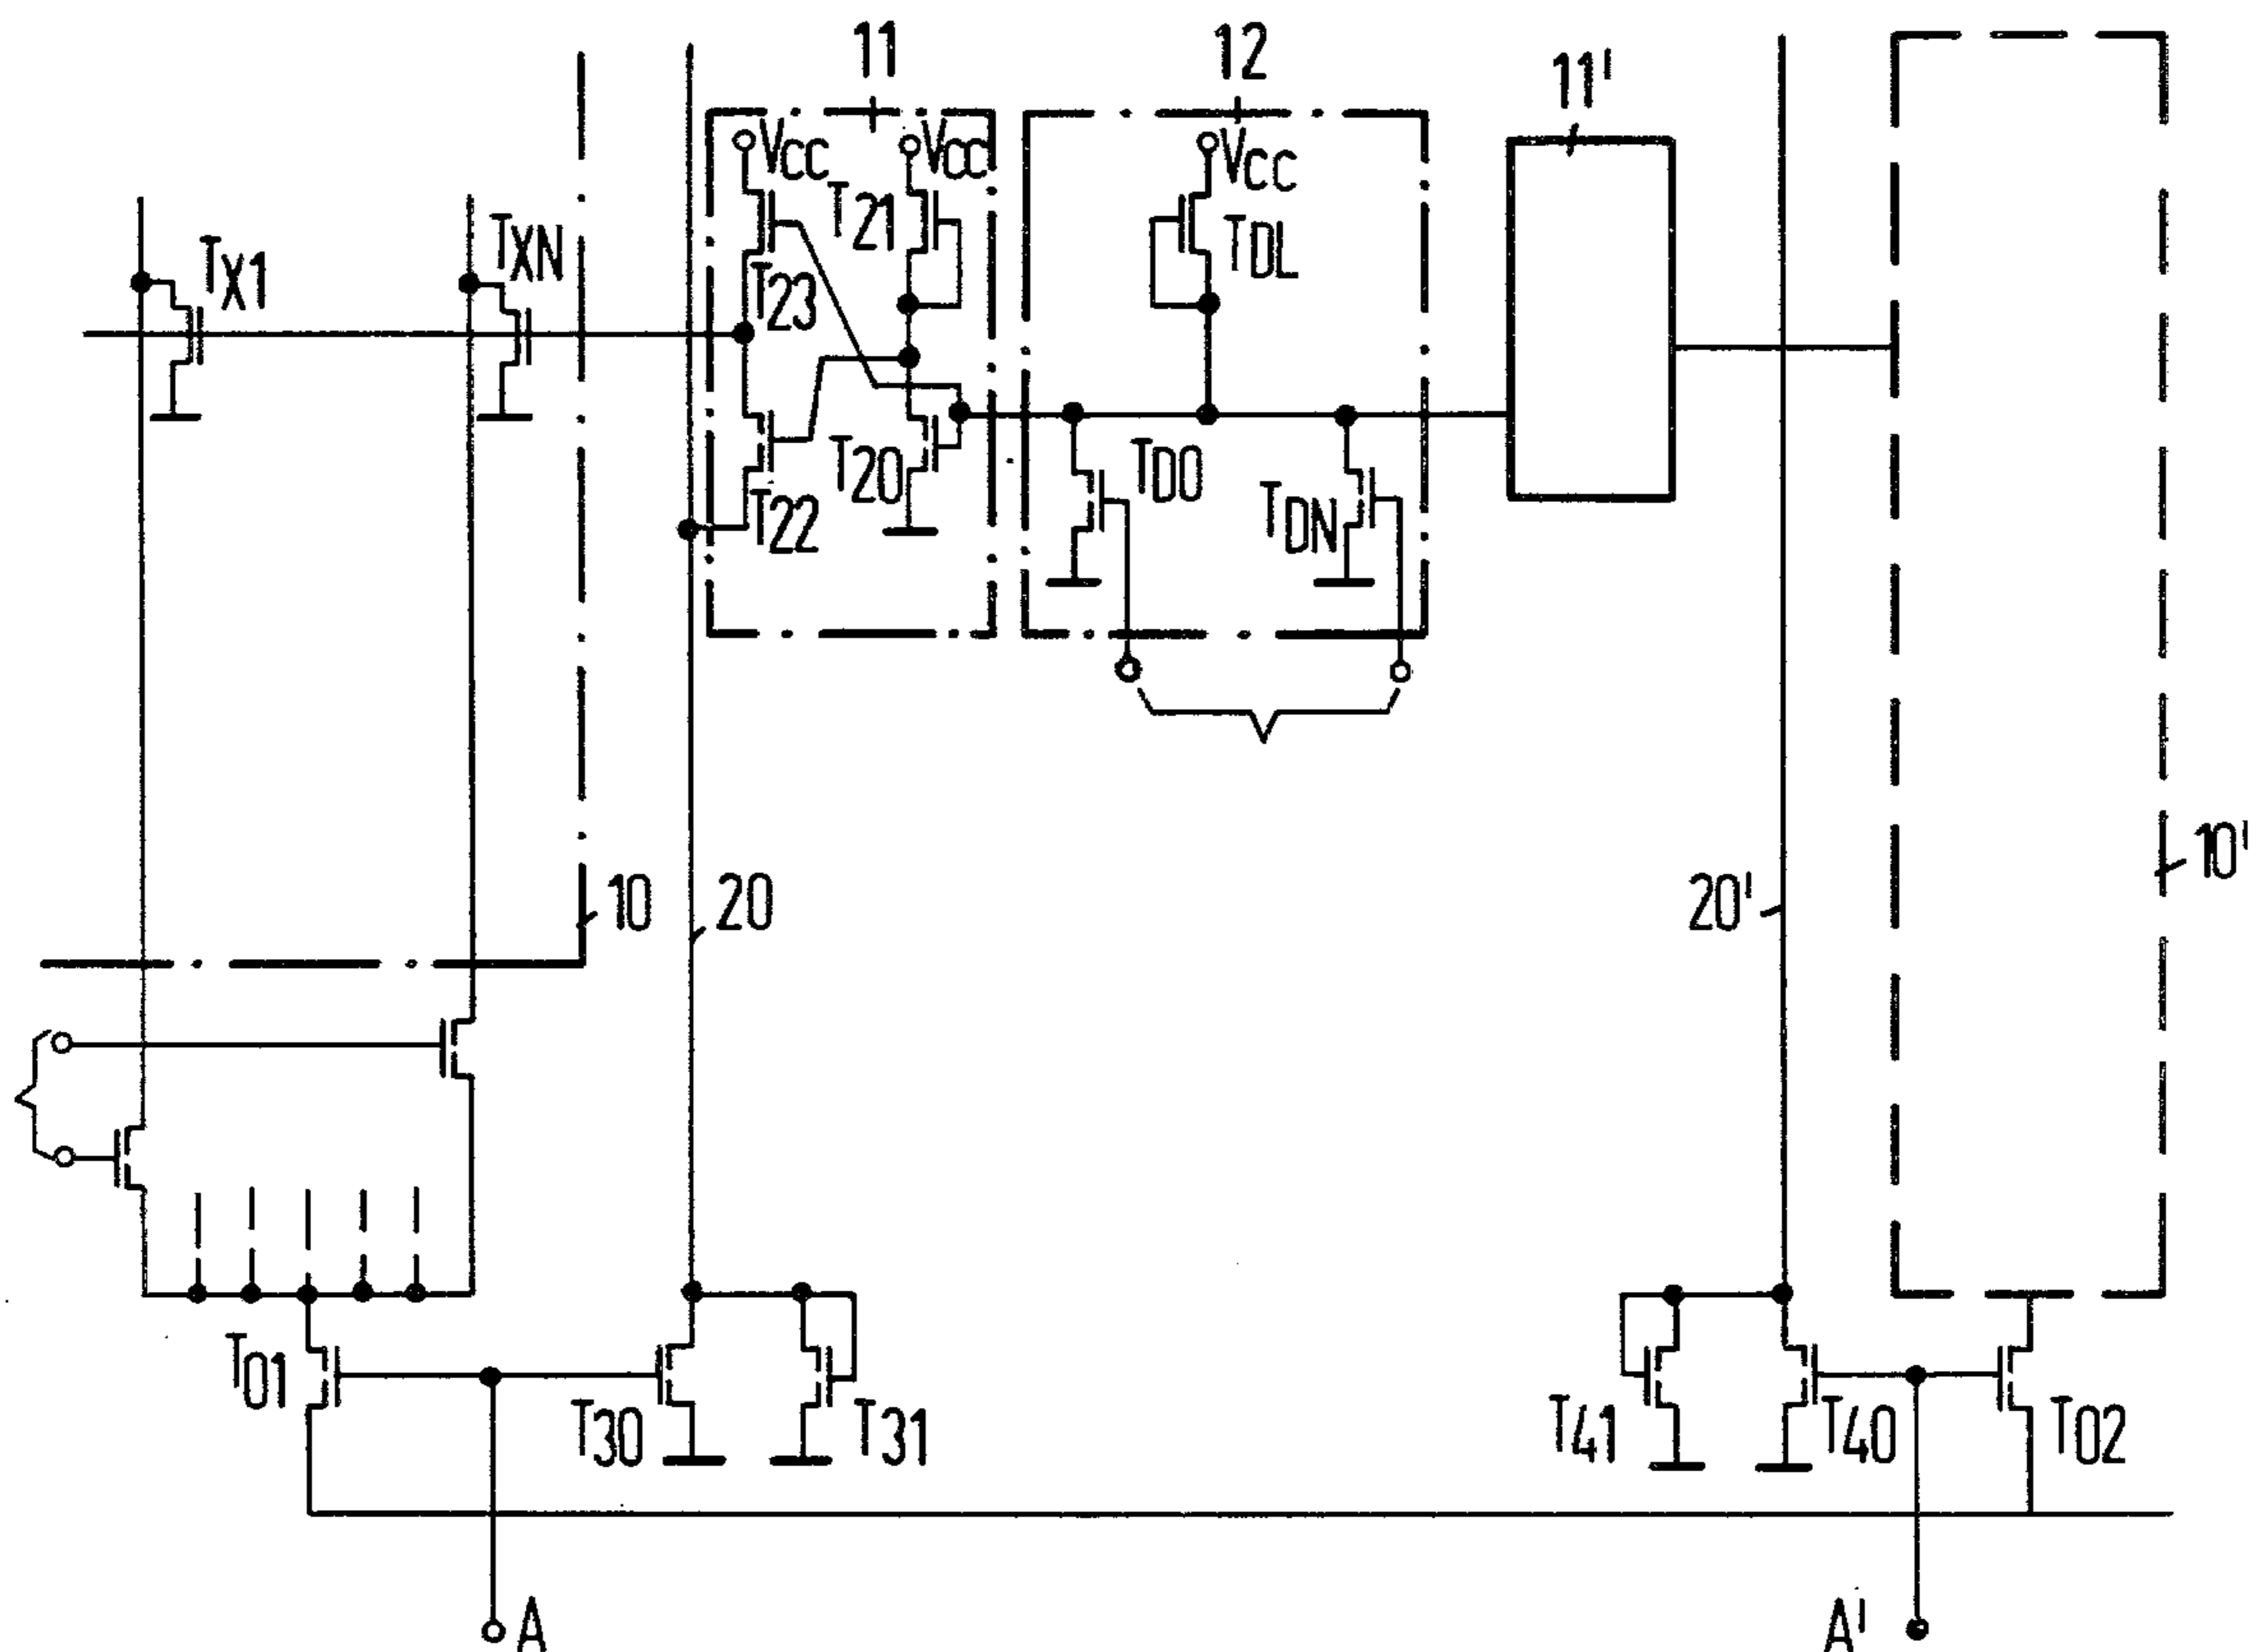 11
12
11'
VCC
VCC
VCC
TX1
TXN
T21
TDL
T23
T20
TD0
TDN
T22
10
20
20'
10'
T01
T30
T31
T41
T40
T02
A
A'